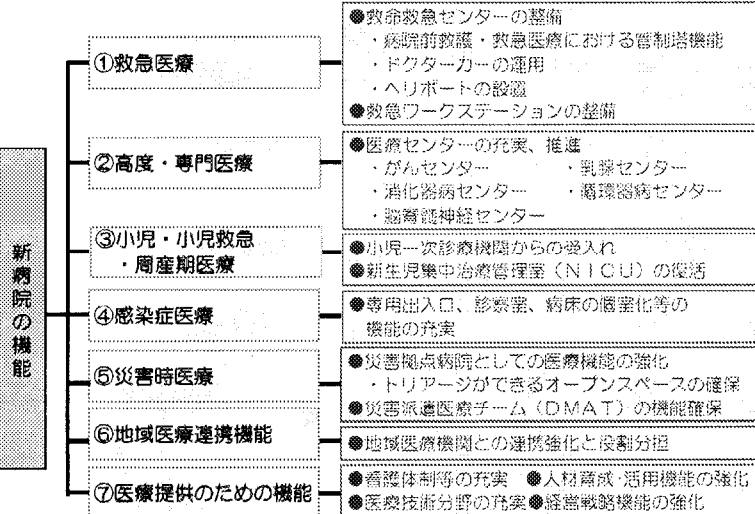 新病院の機能
①救急医療
●救命救急センターの整備
・病院前救護・救急医療における管制塔機能
・ドクターカーの運用
・ヘリポートの設置
●救急ワークステーションの整備
②高度・専門医療
●医療センターの充実、推進
・がんセンター ・乳腺センター
・消化器病センター ・循環器病センター
・脳脊髄神経センター
③小児・小児救急
・周産期医療
●小児一次診療機関からの受入れ
●新生児集中治療管理室（ＮＩＣＵ）の復活
④感染症医療
●専用出入口、診察室、病床の個室化等の
機能の充実
⑤災害時医療
●災害拠点病院としての医療機能の強化
・トリアージができるオープンスペースの確保
●災害派遣医療チーム（ＤＭＡＴ）の機能確保
⑥地域医療連携機能
●地域医療機関との連携強化と役割分担
⑦医療提供のための機能
●看護体制等の充実 ●人材育成・活用機能の強化
●医療技術分野の充実●経営戦略機能の強化